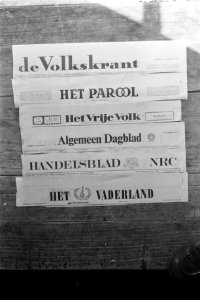 de Volkskrant
HET PAROOL
Het Vrije Volk
Algemeen Dagblad
HANDELSBLAD NRC
HET VADERLAND